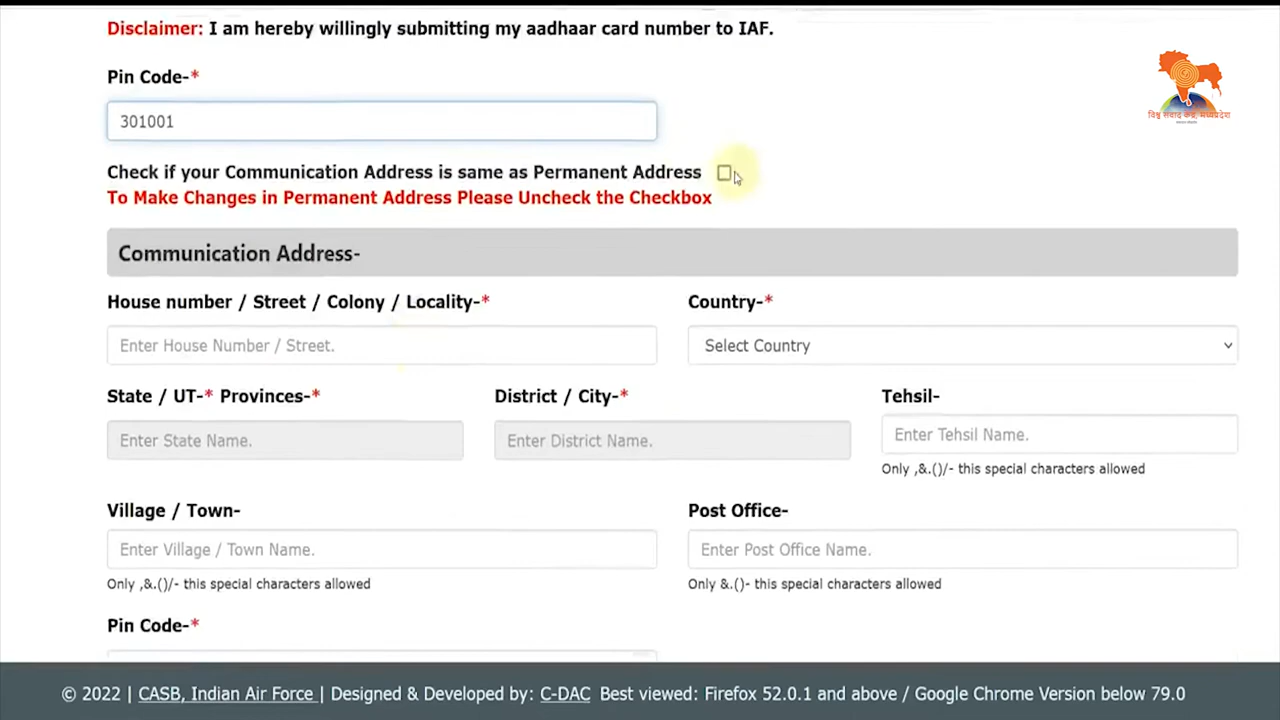 Disclaimer: I am hereby willingly submitting my aadhaar card number to IAF.
Pin Code-*
301001
विश्व संवाद केंद्र, मध्यप्रदेश
Check if your Communication Address is same as Permanent Address
To Make Changes in Permanent Address Please Uncheck the Checkbox
Communication Address-
House number / Street / Colony / Locality-*
Country-*
Enter House Number / Street.
Select Country
State / UT-* Provinces-*
District / City-*
Tehsil-
Enter State Name.
Enter District Name.
Enter Tehsil Name.
Only ,&.()/- this special characters allowed
Village / Town-
Post Office-
Enter Village / Town Name.
Enter Post Office Name.
Only ,&.()/- this special characters allowed
Only &.()- this special characters allowed
Pin Code-*
© 2022 | CASB, Indian Air Force | Designed & Developed by: C-DAC Best viewed: Firefox 52.0.1 and above / Google Chrome Version below 79.0